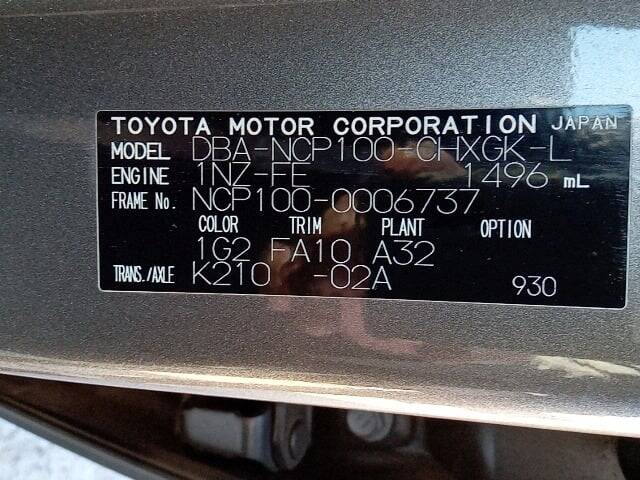 TOYOTA MOTOR CORPORATION JAPAN
MODEL DBA-NCP100-CHXGK-L
ENGINE 1NZ-FE 1496 mL
FRAME No. NCP100-0006737
COLOR TRIM PLANT OPTION
1G2 FA10 A32
TRANS./AXLE K210 -02A
930